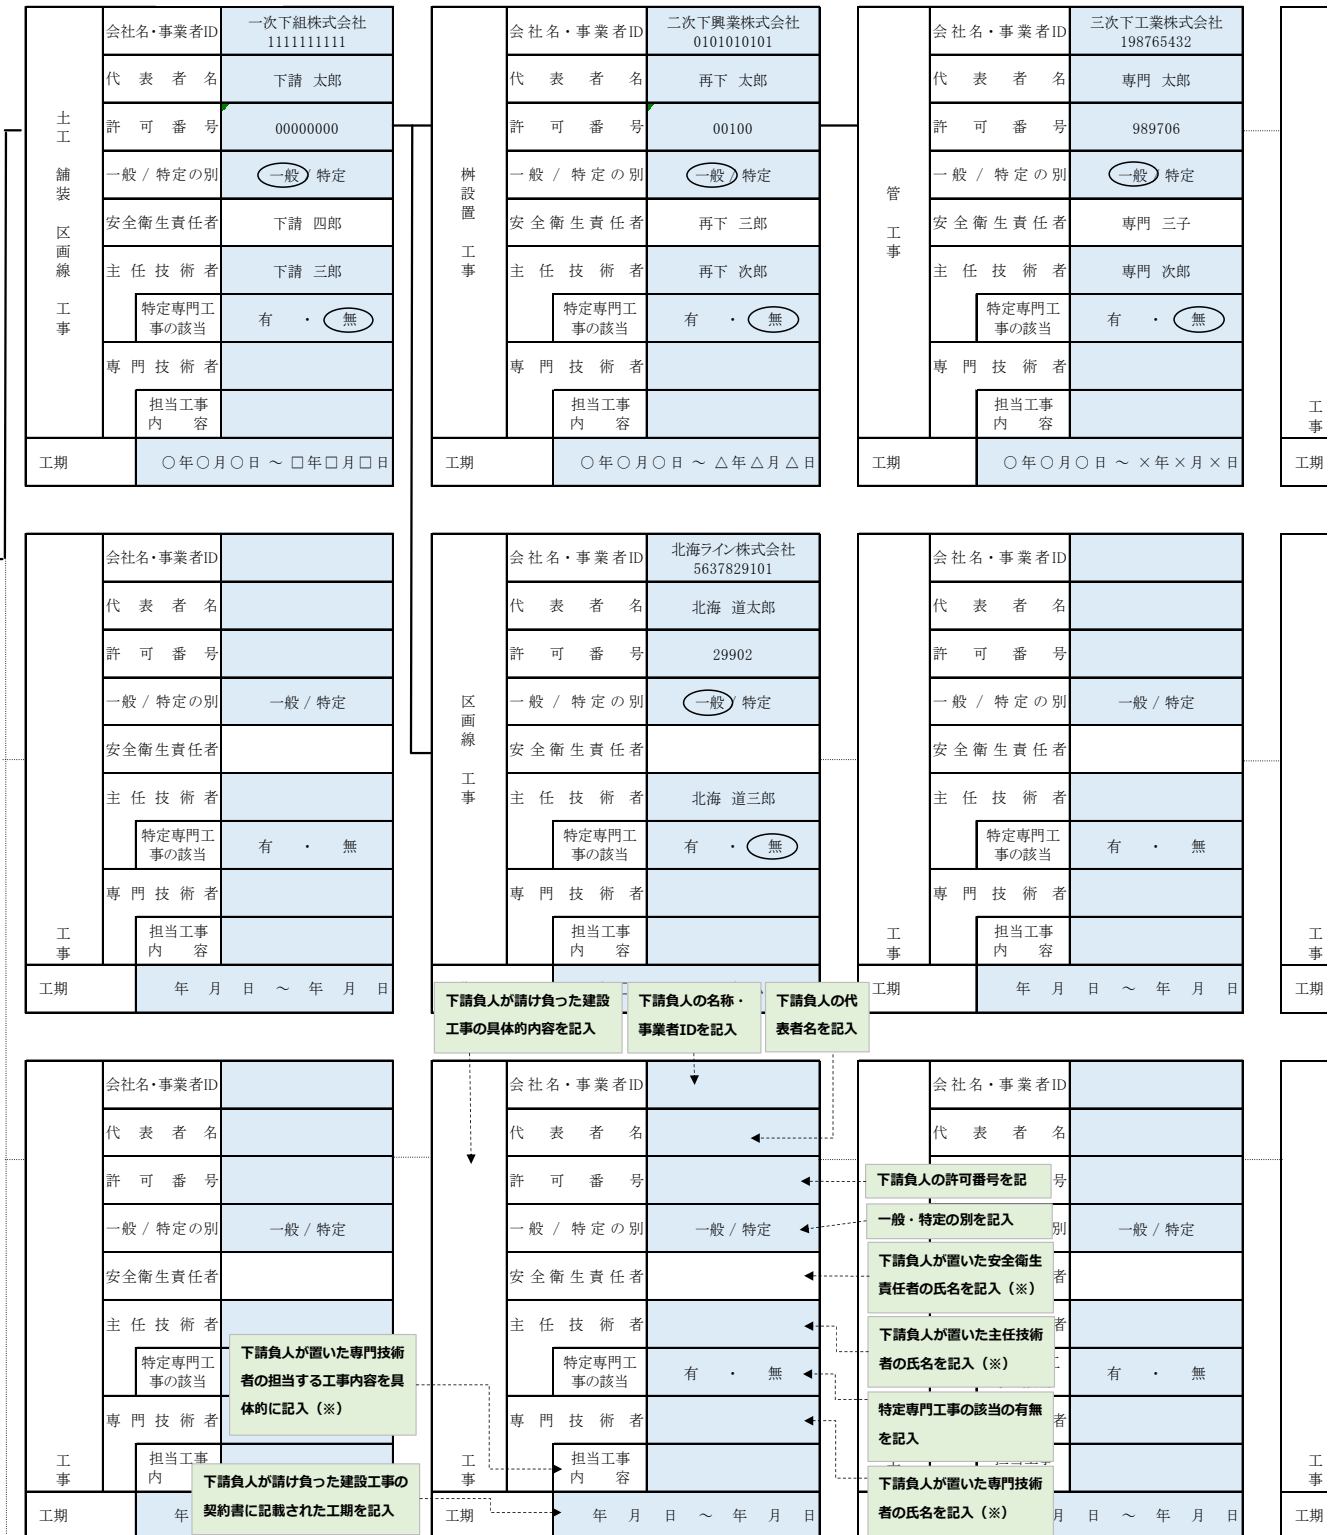 土工 舗装 区画線 工事
会社名・事業者ID 一次下組株式会社 1111111111
代表者名 下請 太郎
許可番号 00000000
一般 / 特定の別 一般 / 特定
安全衛生責任者 下請 四郎
主任技術者 下請 三郎
特定専門工事の該当 有 ・ 無
専門技術者
担当工事内容
工期 〇年〇月〇日 ～ □年□月□日
桝設置 工事
会社名・事業者ID 二次下興業株式会社 0101010101
代表者名 再下 太郎
許可番号 00100
一般 / 特定の別 一般 / 特定
安全衛生責任者 再下 三郎
主任技術者 再下 次郎
特定専門工事の該当 有 ・ 無
専門技術者
担当工事内容
工期 〇年〇月〇日 ～ △年△月△日
管 工事
会社名・事業者ID 三次下工業株式会社 198765432
代表者名 専門 太郎
許可番号 989706
一般 / 特定の別 一般 / 特定
安全衛生責任者 専門 三子
主任技術者 専門 次郎
特定専門工事の該当 有 ・ 無
専門技術者
担当工事内容
工期 〇年〇月〇日 ～ ×年×月×日
工事
工期
工事
会社名・事業者ID
代表者名
許可番号
一般 / 特定の別 一般 / 特定
安全衛生責任者
主任技術者
特定専門工事の該当 有 ・ 無
専門技術者
担当工事内容
工期 年 月 日 ～ 年 月 日
区画線 工事
会社名・事業者ID 北海ライン株式会社 5637829101
代表者名 北海 道太郎
許可番号 29902
一般 / 特定の別 一般 / 特定
安全衛生責任者
主任技術者 北海 道三郎
特定専門工事の該当 有 ・ 無
専門技術者
担当工事内容
工事
会社名・事業者ID
代表者名
許可番号
一般 / 特定の別 一般 / 特定
安全衛生責任者
主任技術者
特定専門工事の該当 有 ・ 無
専門技術者
担当工事内容
工期 年 月 日 ～ 年 月 日
工事
工期
下請負人が請け負った建設
工事の具体的内容を記入
下請負人の名称・
事業者IDを記入
下請負人の代
表者名を記入
工事
会社名・事業者ID
代表者名
許可番号
一般 / 特定の別 一般 / 特定
安全衛生責任者
主任技術者
特定専門工事の該当
専門技術者
担当工事
内
工期 年
下請負人が置いた専門技術
者の担当する工事内容を具
体的に記入（※）
下請負人が請け負った建設工事の
契約書に記載された工期を記入
工事
会社名・事業者ID
代表者名
許可番号
一般 / 特定の別 一般 / 特定
安全衛生責任者
主任技術者
特定専門工事の該当 有 ・ 無
専門技術者
担当工事内容
工期 年 月 日 ～ 年 月 日
会社名・事業者ID
代表者名
号
別 一般 / 特定
者
者
有 ・ 無
者
月 日 ～ 年 月 日
下請負人の許可番号を記
一般・特定の別を記入
下請負人が置いた安全衛生
責任者の氏名を記入（※）
下請負人が置いた主任技術
者の氏名を記入（※）
特定専門工事の該当の有無
を記入
下請負人が置いた専門技術
者の氏名を記入（※）
工事
工期